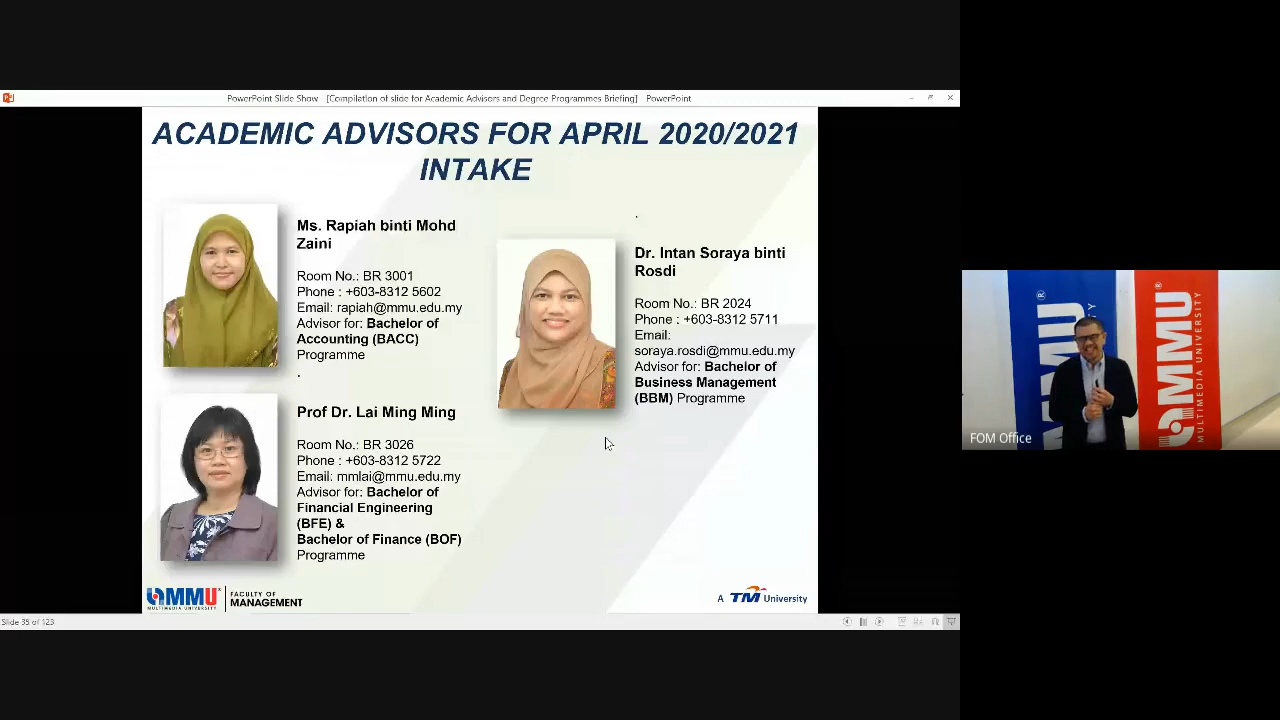 PowerPoint Slide Show - [Compilation of slide for Academic Advisors and Degree Programmes Briefing] - PowerPoint
ACADEMIC ADVISORS FOR APRIL 2020/2021
INTAKE
Ms. Rapiah binti Mohd
Zaini
Room No.: BR 3001
Phone : +603-8312 5602
Email: rapiah@mmu.edu.my
Advisor for: Bachelor of
Accounting (BACC)
Programme
.
Prof Dr. Lai Ming Ming
Room No.: BR 3026
Phone : +603-8312 5722
Email: mmlai@mmu.edu.my
Advisor for: Bachelor of
Financial Engineering
(BFE) &
Bachelor of Finance (BOF)
Programme
.
Dr. Intan Soraya binti
Rosdi
Room No.: BR 2024
Phone : +603-8312 5711
Email:
soraya.rosdi@mmu.edu.my
Advisor for: Bachelor of
Business Management
(BBM) Programme
MMU®
MULTIMEDIA UNIVERSITY
FACULTY OF
MANAGEMENT
A TM University
Slide 35 of 123
MMU®
MMU®
MULTIMEDIA UNIVERSITY
FOM Office